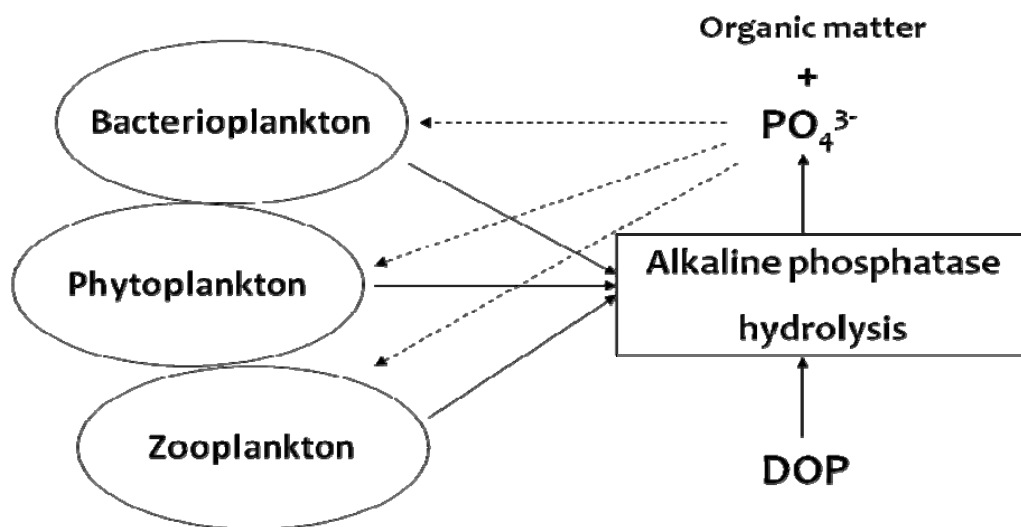 Organic matter
+
PO₄³⁻
Bacterioplankton
Phytoplankton
Zooplankton
Alkaline phosphatase
hydrolysis
DOP